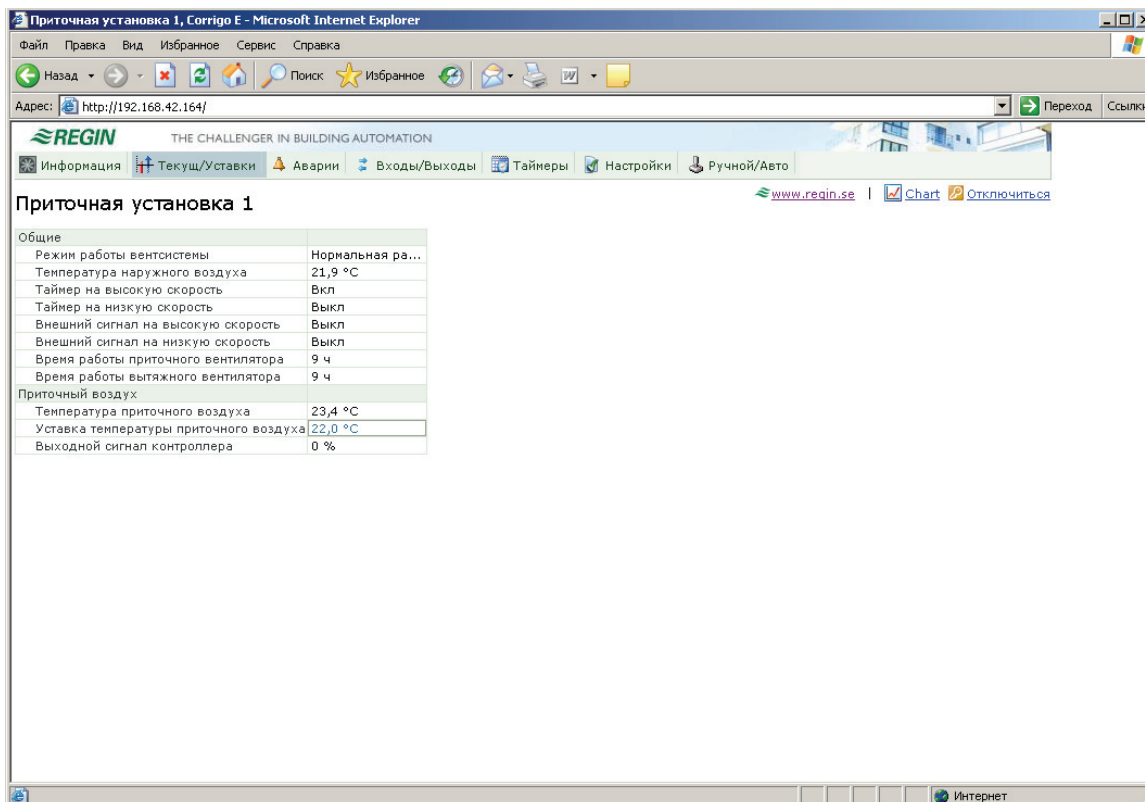 Приточная установка 1, Corrigo E - Microsoft Internet Explorer
Файл Правка Вид Избранное Сервис Справка
Назад Поиск Избранное
Адрес: http://192.168.42.164/ Переход Ссылки
REGIN THE CHALLENGER IN BUILDING AUTOMATION
Информация Текущ/Уставки Аварии Входы/Выходы Таймеры Настройки Ручной/Авто
www.regin.se | Chart Отключиться
Приточная установка 1
Общие
Режим работы вентсистемы Нормальная ра...
Температура наружного воздуха 21,9 °C
Таймер на высокую скорость Вкл
Таймер на низкую скорость Выкл
Внешний сигнал на высокую скорость Выкл
Внешний сигнал на низкую скорость Выкл
Время работы приточного вентилятора 9 ч
Время работы вытяжного вентилятора 9 ч
Приточный воздух
Температура приточного воздуха 23,4 °C
Уставка температуры приточного воздуха 22,0 °C
Выходной сигнал контроллера 0 %
Интернет